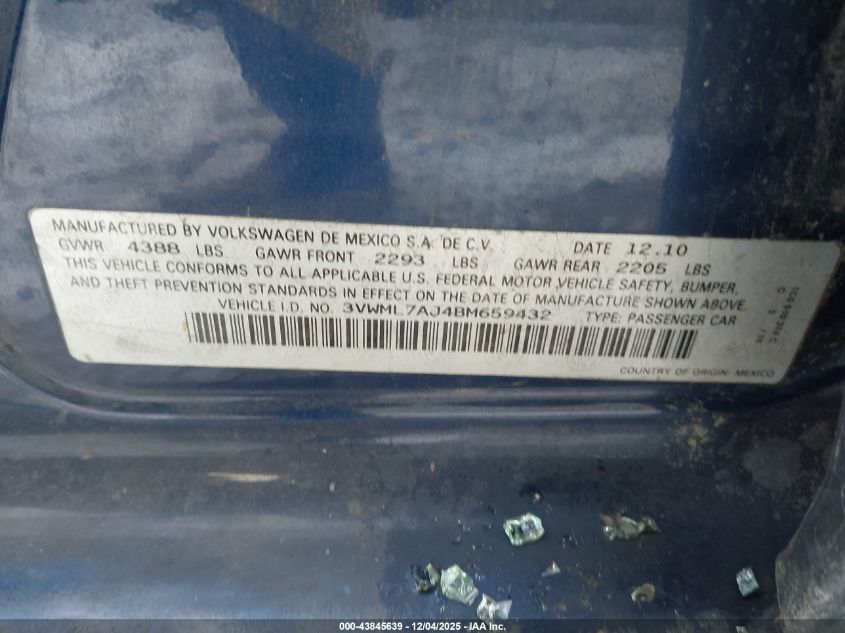 MANUFACTURED BY VOLKSWAGEN DE MEXICO S.A. DE C.V. DATE 12.10
GVWR 4388 LBS GAWR FRONT 2293 LBS GAWR REAR 2205 LBS
THIS VEHICLE CONFORMS TO ALL APPLICABLE U.S. FEDERAL MOTOR VEHICLE SAFETY, BUMPER,
AND THEFT PREVENTION STANDARDS IN EFFECT ON THE DATE OF MANUFACTURE SHOWN ABOVE.
VEHICLE I.D. NO. 3VWML7AJ4BM659432 TYPE: PASSENGER CAR
COUNTRY OF ORIGIN: MEXICO
000-43845639 - 12/04/2025 - IAA Inc.